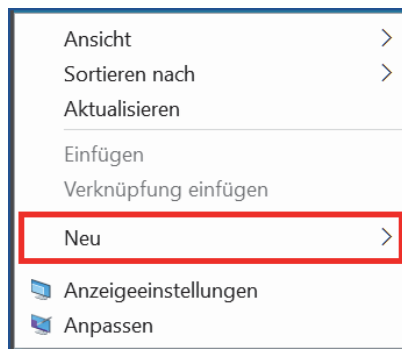 Ansicht
Sortieren nach
Aktualisieren
Einfügen
Verknüpfung einfügen
Neu
Anzeigeeinstellungen
Anpassen